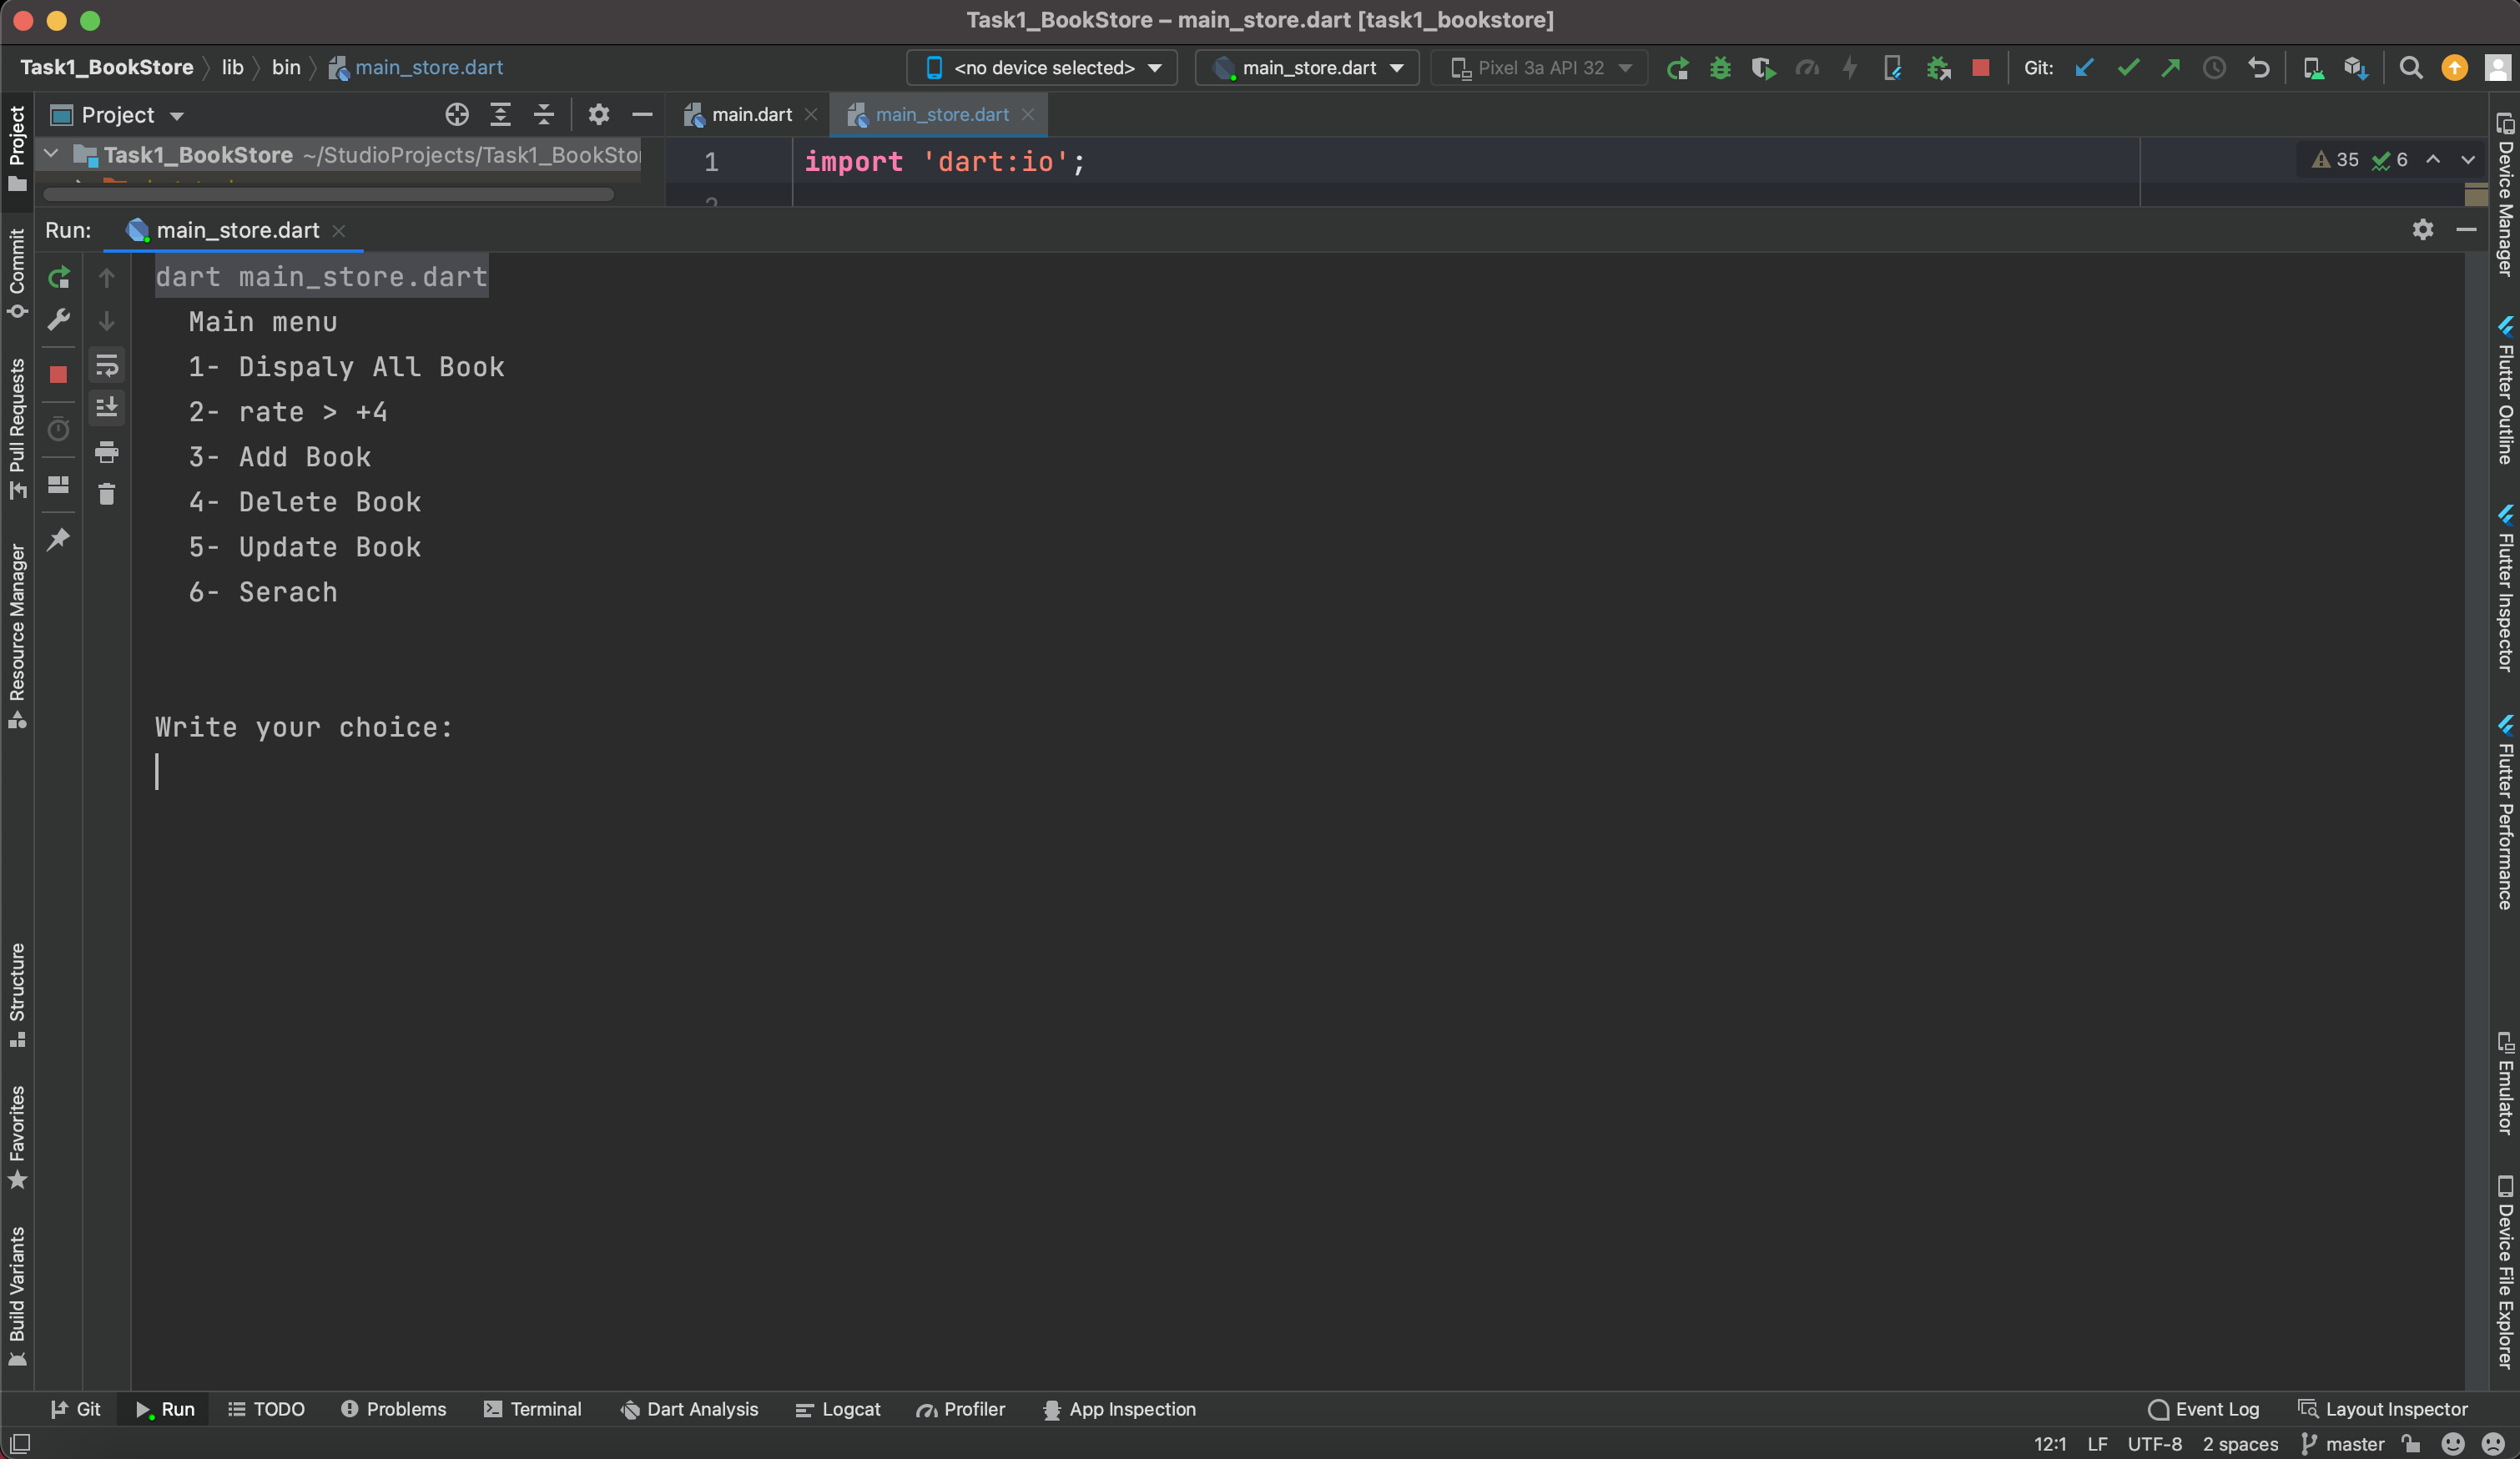 Task1_BookStore – main_store.dart [task1_bookstore]
Task1_BookStore lib bin main_store.dart <no device selected> main_store.dart Pixel 3a API 32 Git:
Project main.dart main_store.dart
Task1_BookStore ~/StudioProjects/Task1_BookSto
1 import 'dart:io'; 35 6
Run: main_store.dart
dart main_store.dart
Main menu
1- Dispaly All Book
2- rate > +4
3- Add Book
4- Delete Book
5- Update Book
6- Serach
Write your choice:
Project
Commit
Pull Requests
Resource Manager
Structure
Favorites
Build Variants
Device Manager
Flutter Outline
Flutter Inspector
Flutter Performance
Emulator
Device File Explorer
Git Run TODO Problems Terminal Dart Analysis Logcat Profiler App Inspection Event Log Layout Inspector
12:1 LF UTF-8 2 spaces master